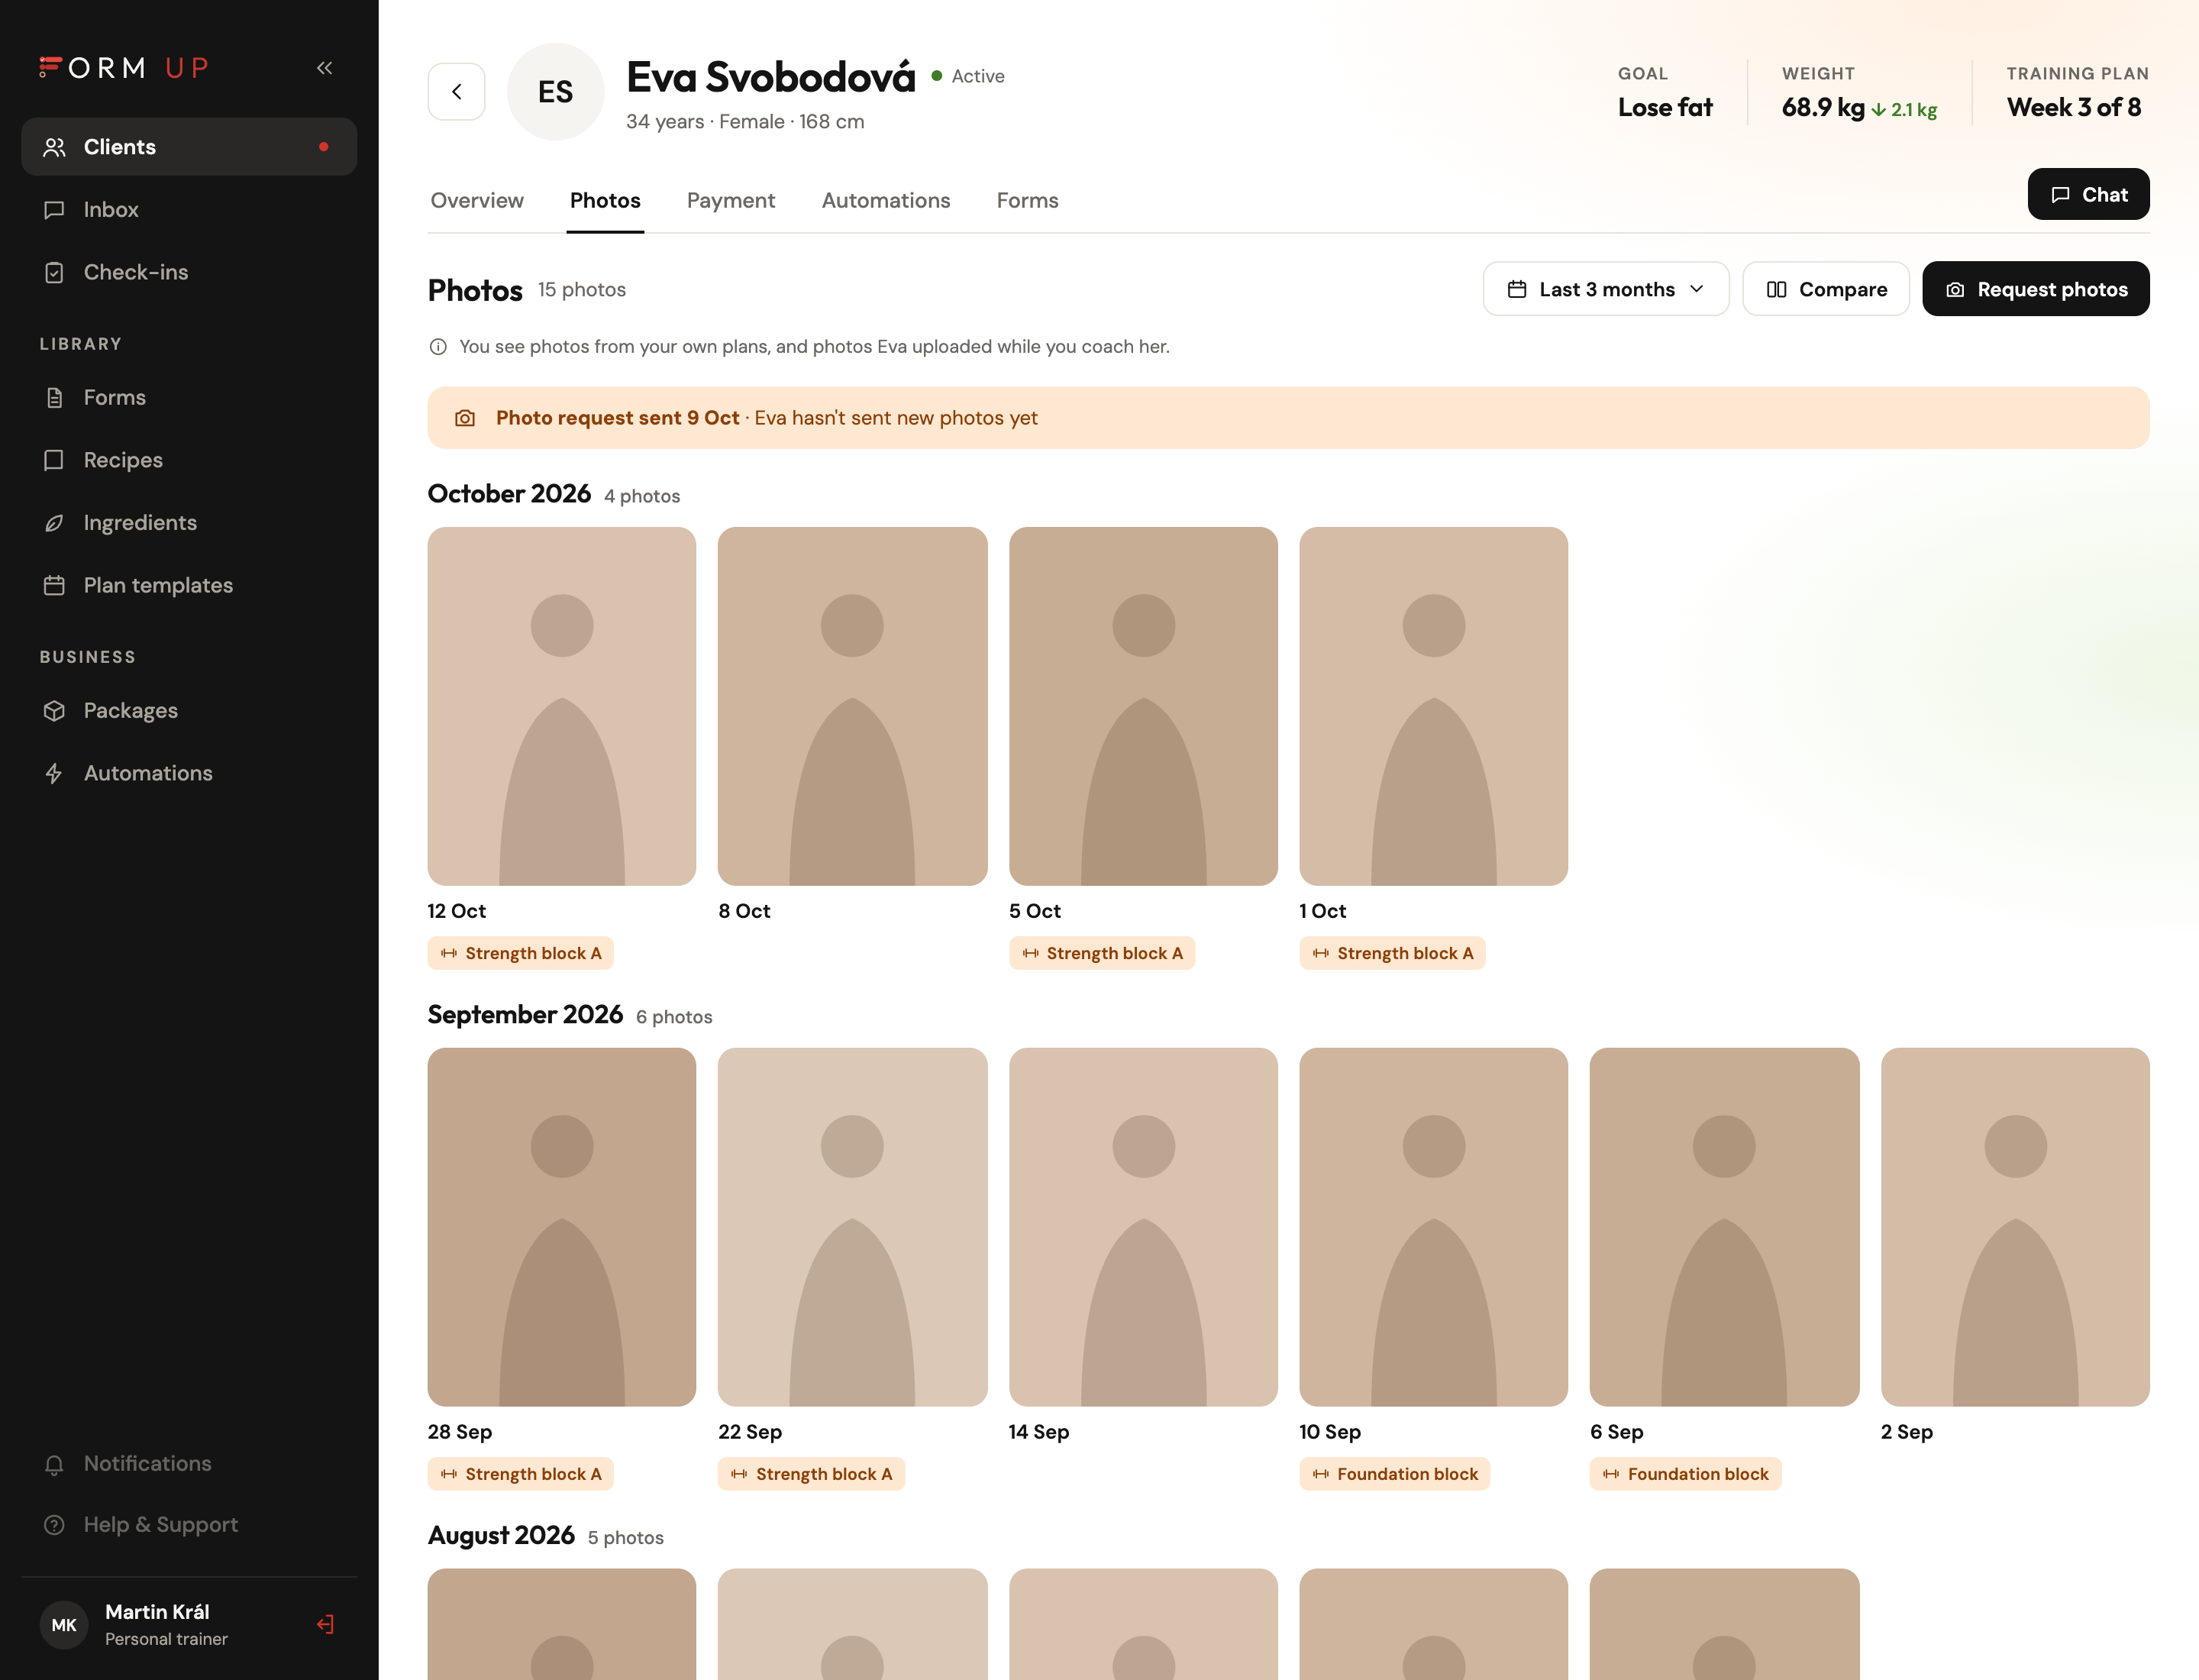 FORM UP
Clients
Inbox
Check-ins
LIBRARY
Forms
Recipes
Ingredients
Plan templates
BUSINESS
Packages
Automations
Notifications
Help & Support
MK
Martin Král
Personal trainer
ES
Eva Svobodová
Active
34 years · Female · 168 cm
GOAL
Lose fat
WEIGHT
68.9 kg ↓ 2.1 kg
TRAINING PLAN
Week 3 of 8
Overview
Photos
Payment
Automations
Forms
Chat
Photos 15 photos
Last 3 months
Compare
Request photos
You see photos from your own plans, and photos Eva uploaded while you coach her.
Photo request sent 9 Oct · Eva hasn't sent new photos yet
October 2026 4 photos
12 Oct
Strength block A
8 Oct
5 Oct
Strength block A
1 Oct
Strength block A
September 2026 6 photos
28 Sep
Strength block A
22 Sep
Strength block A
14 Sep
10 Sep
Foundation block
6 Sep
Foundation block
2 Sep
August 2026 5 photos